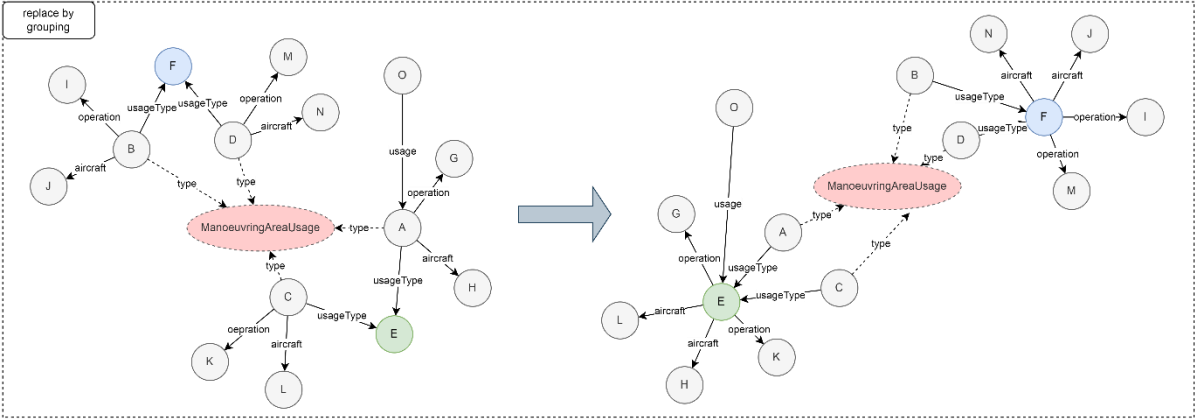 replace by
grouping
F
I
M
O
N
usageType
usageType
operation
operation
aircraft
B
D
J
aircraft
usage
G
type
type
operation
ManoeuvringAreaUsage
type
A
aircraft
type
usageType
H
C
usageType
E
oepration
aircraft
K
L
N
J
B
aircraft
aircraft
usageType
O
F
operation
I
type
D
usageType
type
operation
ManoeuvringAreaUsage
M
usage
G
A
type
type
operation
usageType
C
E
usageType
L
aircraft
operation
aircraft
K
H